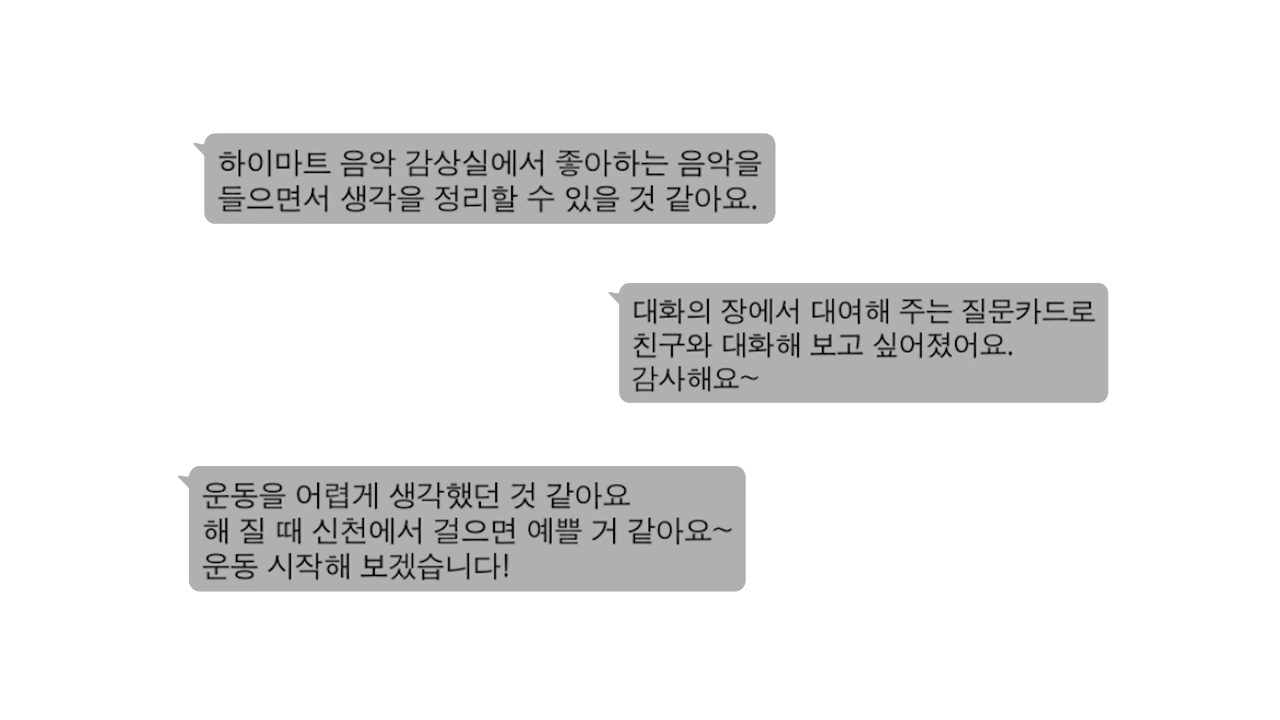 하이마트 음악 감상실에서 좋아하는 음악을
들으면서 생각을 정리할 수 있을 것 같아요.
대화의 장에서 대여해 주는 질문카드로
친구와 대화해 보고 싶어졌어요.
감사해요~
운동을 어렵게 생각했던 것 같아요
해 질 때 신천에서 걸으면 예쁠 거 같아요~
운동 시작해 보겠습니다!